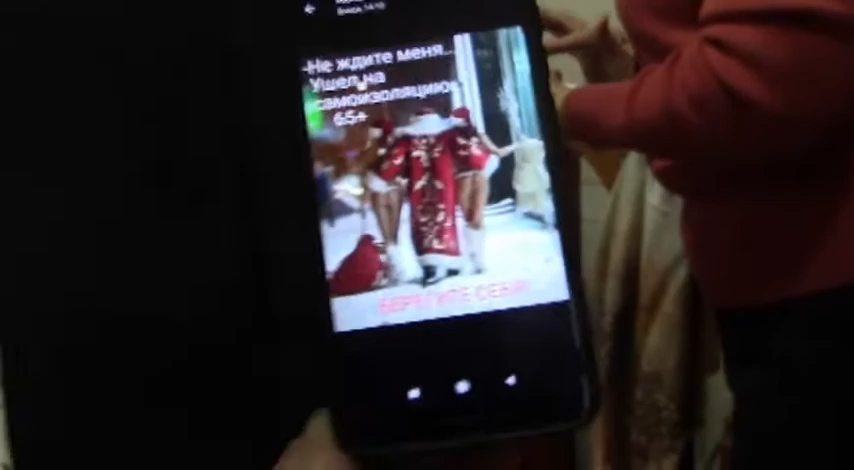 -Не ждите меня...
Ушел на
самоизоляцию
65+
БЕРЕГИТЕ СЕБЯ!